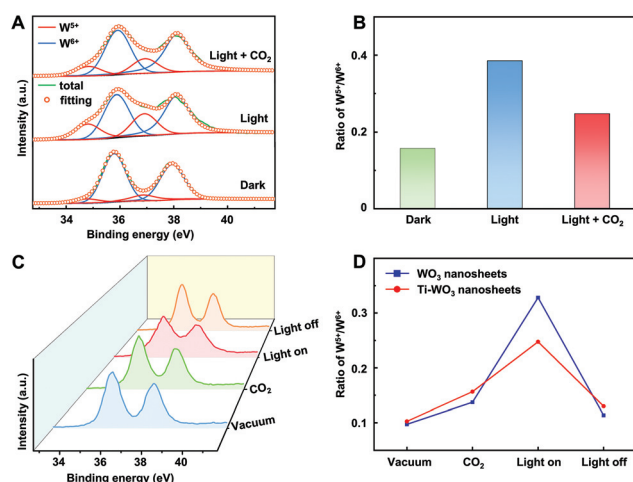 A
W⁵⁺
W⁶⁺
total
fitting
Light + CO₂
Light
Dark
Intensity (a.u.)
34 36 38 40
Binding energy (eV)
B
Ratio of W⁵⁺/W⁶⁺
0.4
0.2
0
Dark Light Light + CO₂
C
Intensity (a.u.)
Light off
Light on
CO₂
Vacuum
34 36 38 40
Binding energy (eV)
D
WO₃ nanosheets
Ti-WO₃ nanosheets
Ratio of W⁵⁺/W⁶⁺
0.3
0.2
0.1
Vacuum CO₂ Light on Light off